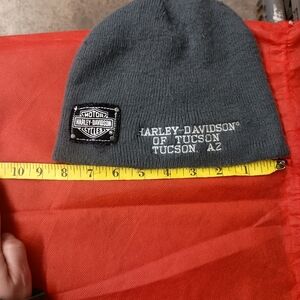 MOTOR
HARLEY-DAVIDSON
CYCLES
HARLEY-DAVIDSON®
OF TUCSON
TUCSON, AZ
10 9 8 7 6 5 4 3 2 1